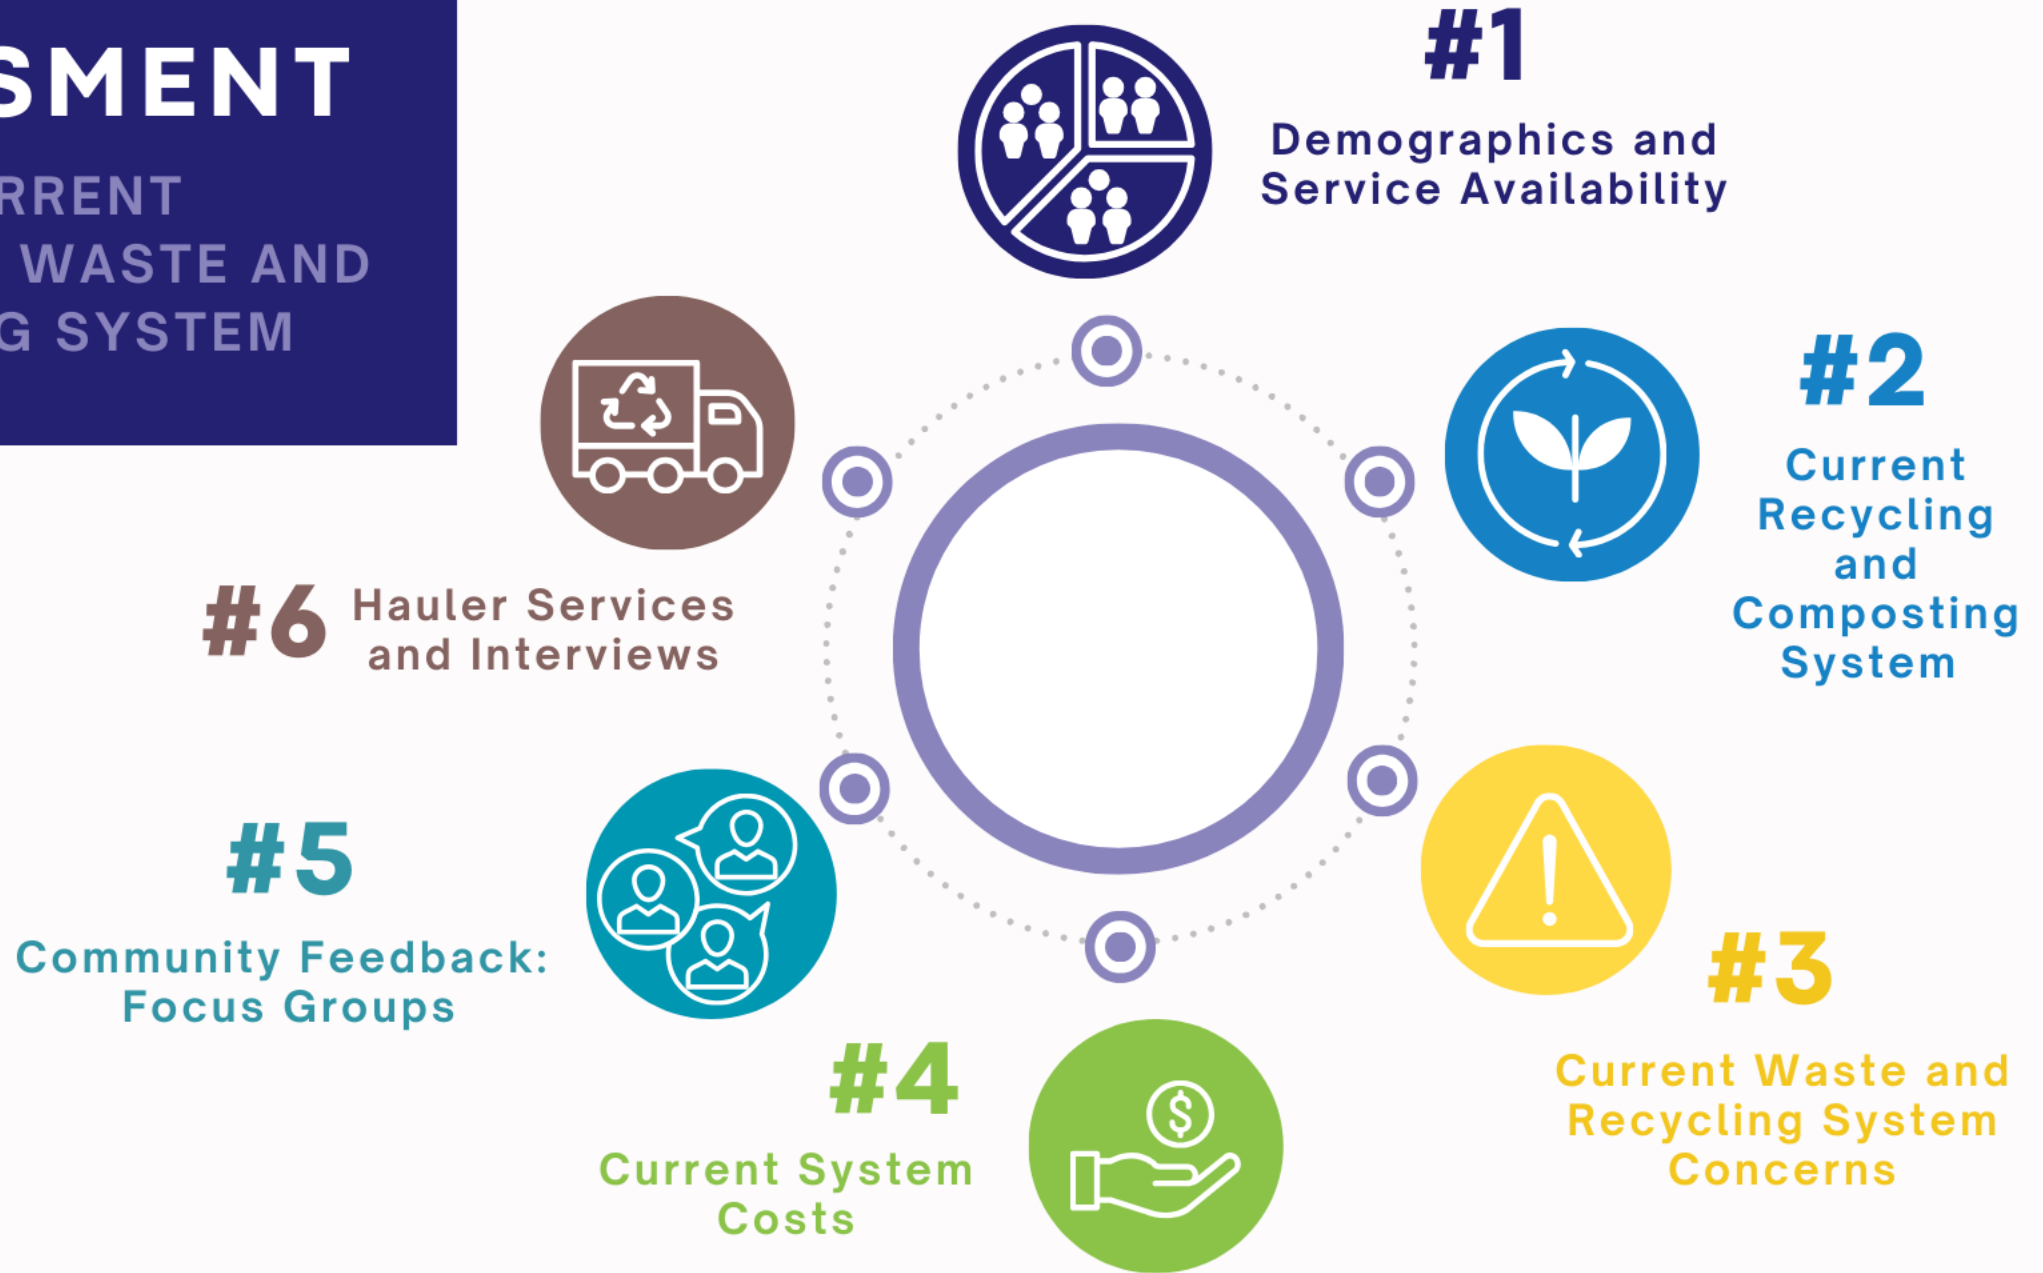 SMENT
RRENT
WASTE AND
G SYSTEM
#1
Demographics and
Service Availability
#2
Current
Recycling
and
Composting
System
#3
Current Waste and
Recycling System
Concerns
#4
Current System
Costs
#5
Community Feedback:
Focus Groups
#6
Hauler Services
and Interviews
$